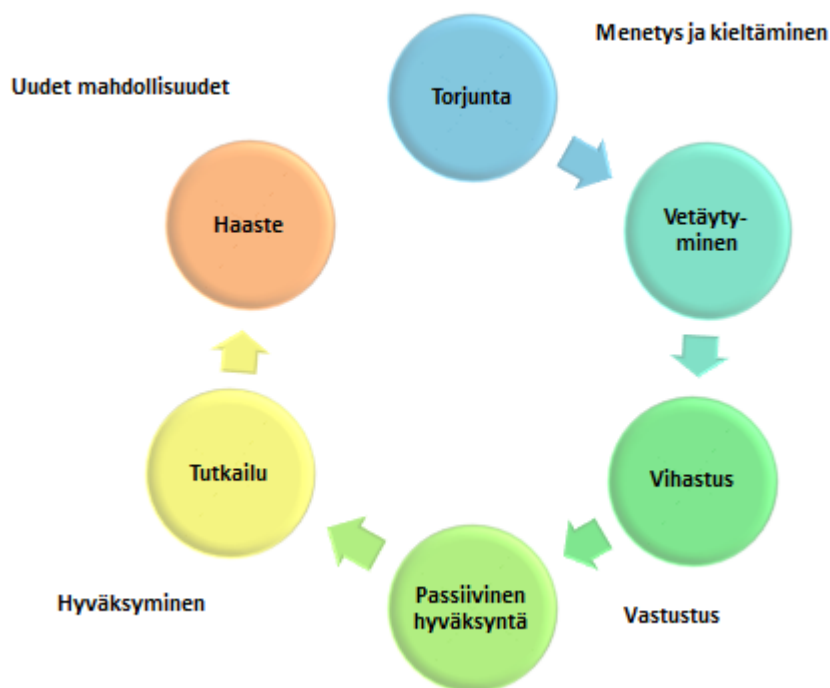 Menetys ja kieltäminen
Uudet mahdollisuudet
Torjunta
Haaste
Vetäyty-
minen
Tutkailu
Vihastus
Hyväksyminen
Passiivinen
hyväksyntä
Vastustus